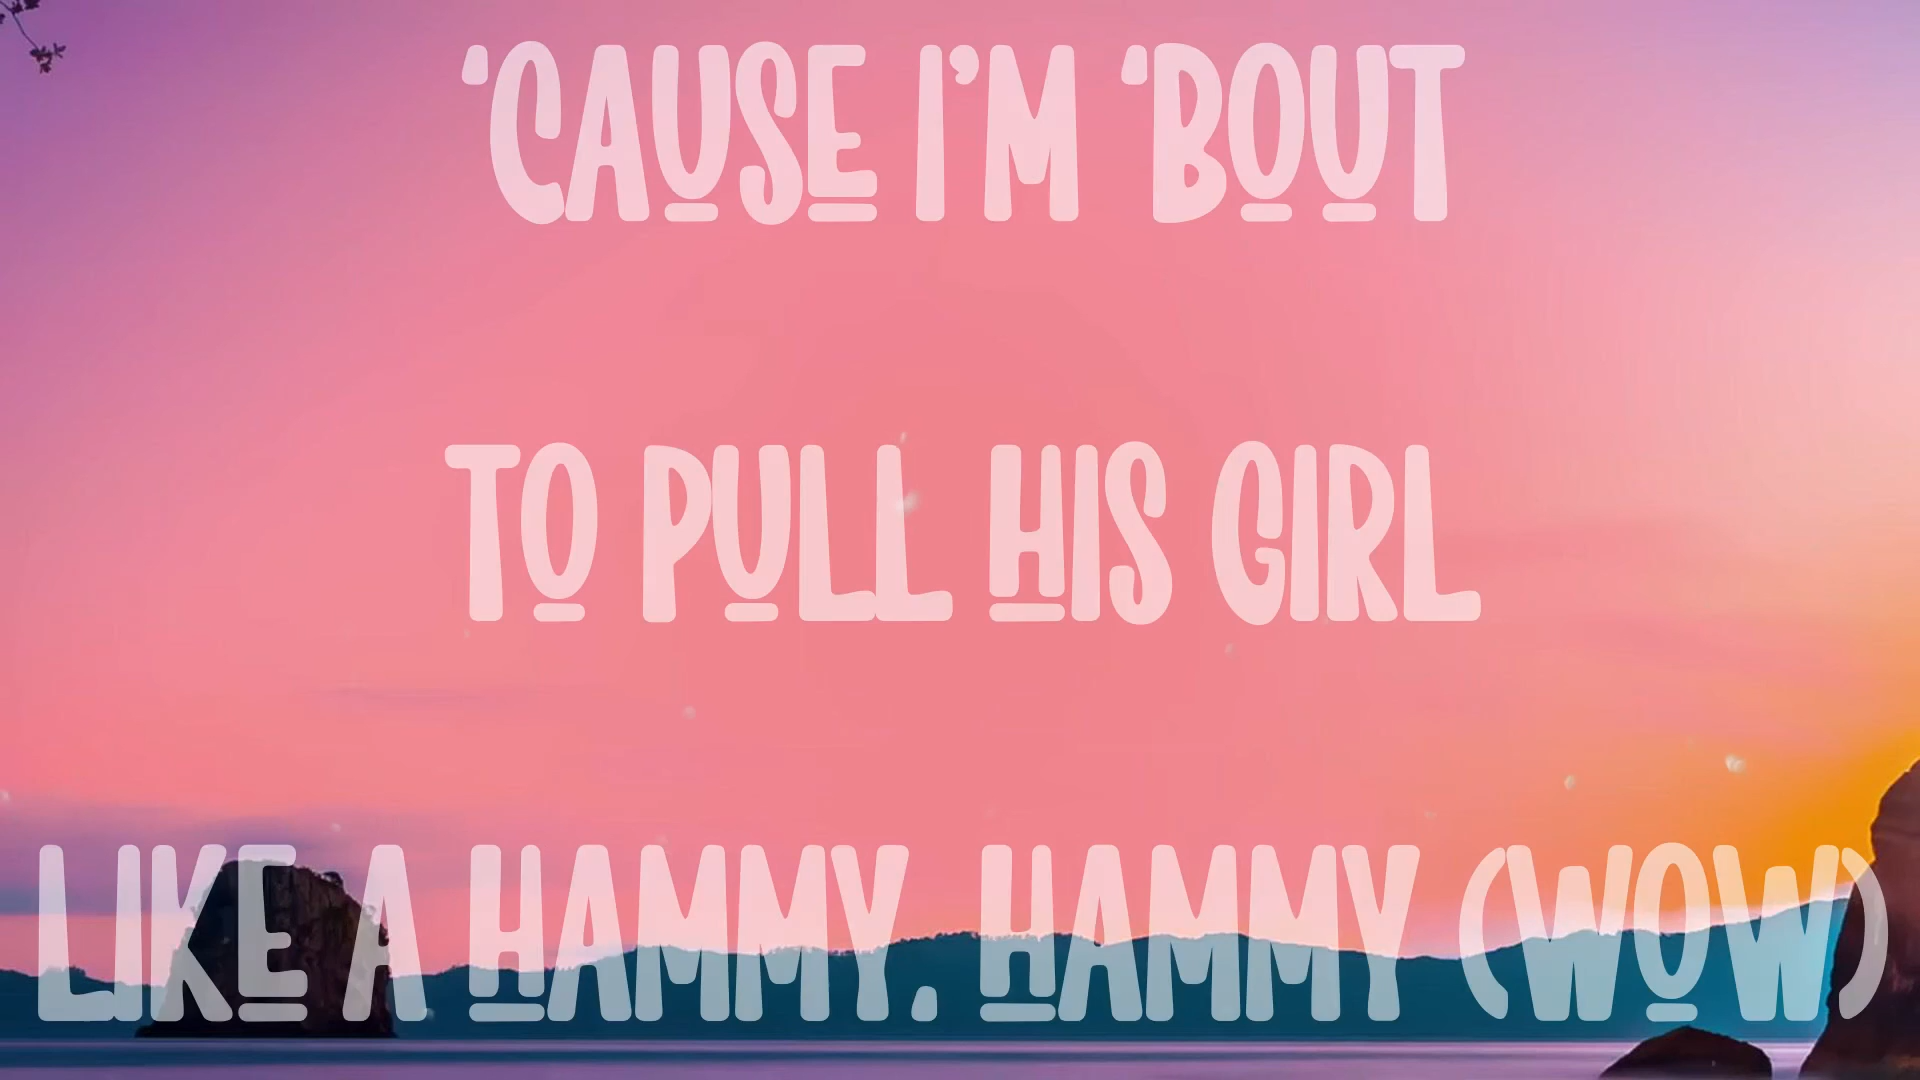 ‘CAUSE I’M ‘BOUT
TO PULL HIS GIRL
LIKE A HAMMY, HAMMY (WOW)